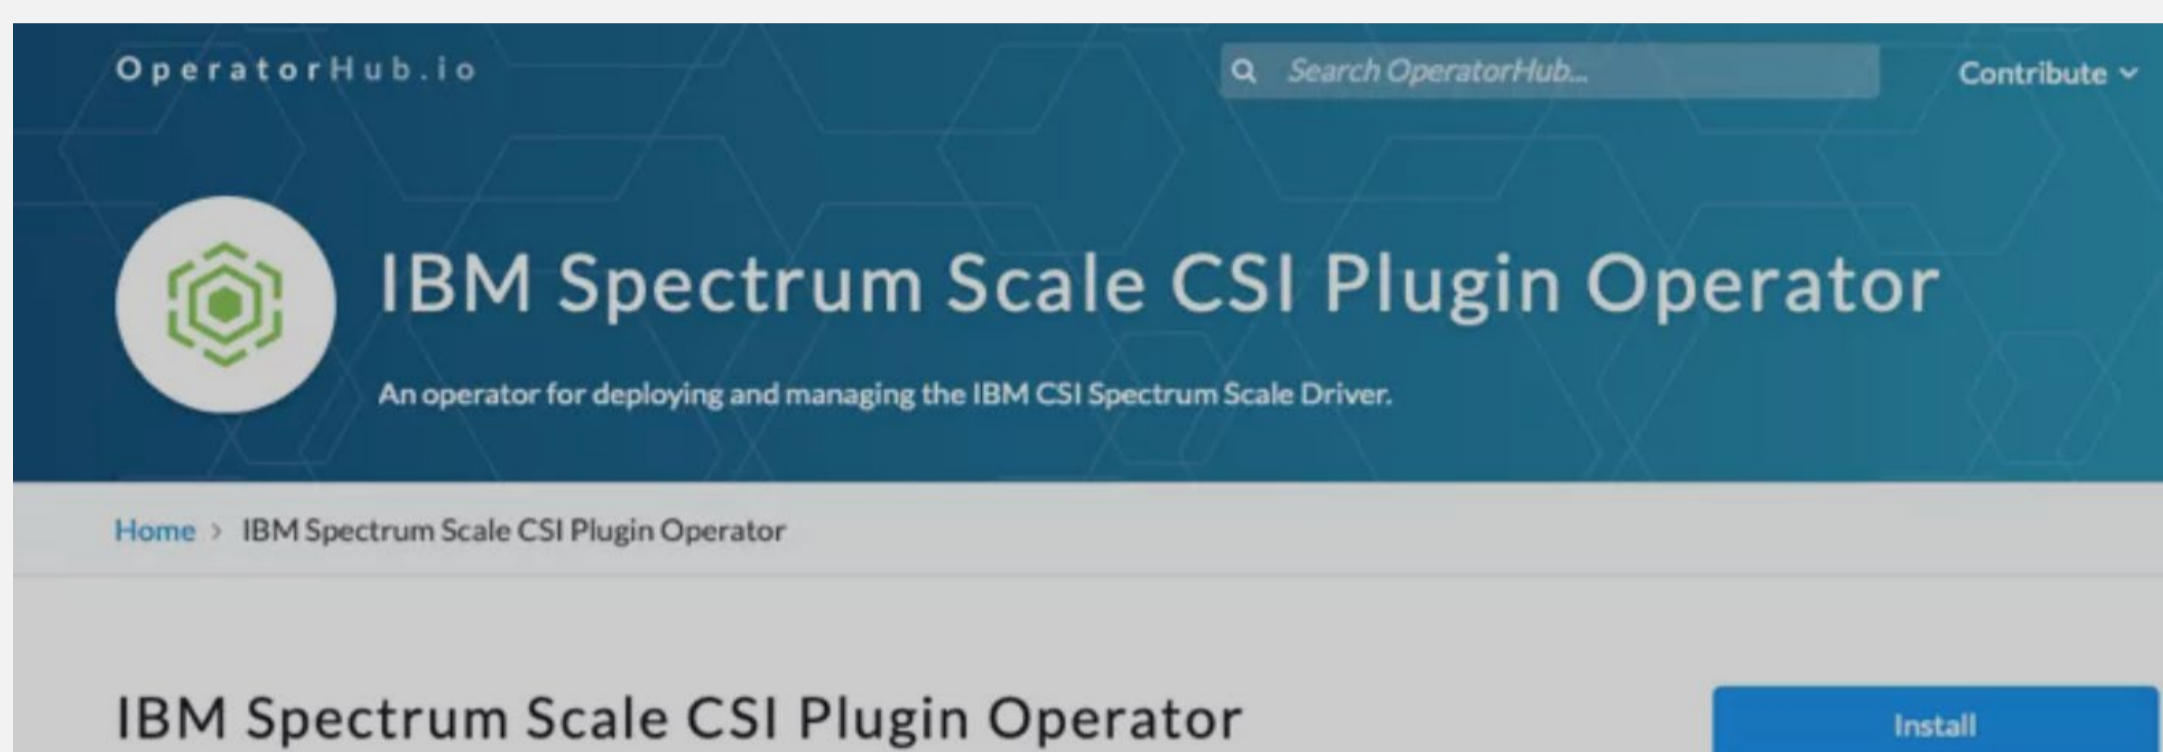 OperatorHub.io
Search OperatorHub...
Contribute
IBM Spectrum Scale CSI Plugin Operator
An operator for deploying and managing the IBM CSI Spectrum Scale Driver.
Home > IBM Spectrum Scale CSI Plugin Operator
IBM Spectrum Scale CSI Plugin Operator
Install